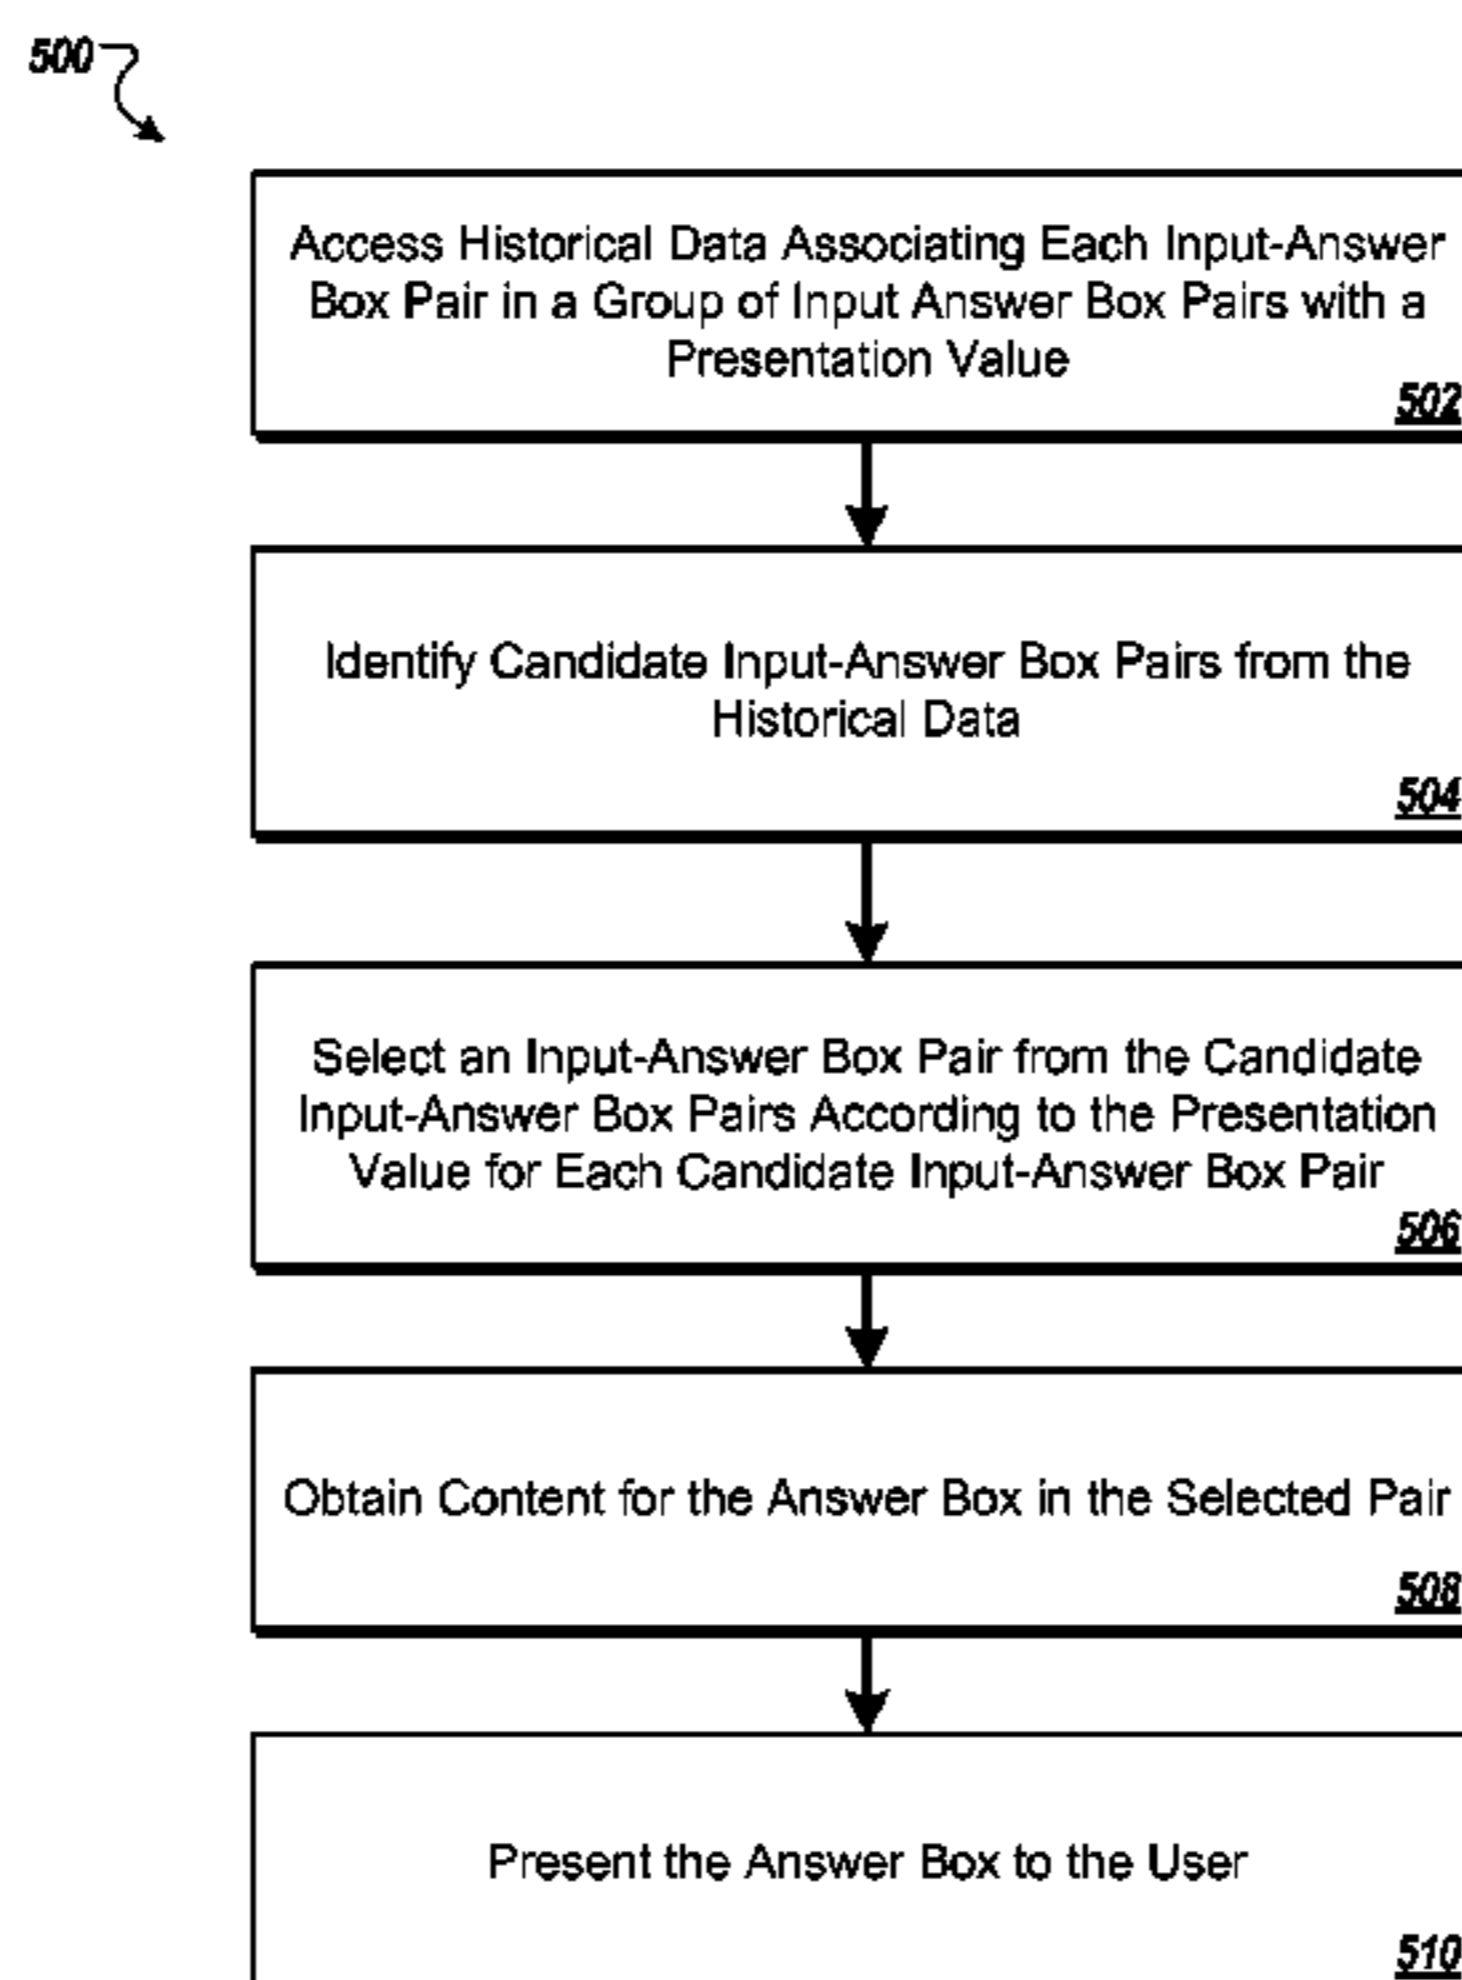 500
Access Historical Data Associating Each Input-Answer
Box Pair in a Group of Input Answer Box Pairs with a
Presentation Value
502
Identify Candidate Input-Answer Box Pairs from the
Historical Data
504
Select an Input-Answer Box Pair from the Candidate
Input-Answer Box Pairs According to the Presentation
Value for Each Candidate Input-Answer Box Pair
506
Obtain Content for the Answer Box in the Selected Pair
508
Present the Answer Box to the User
510